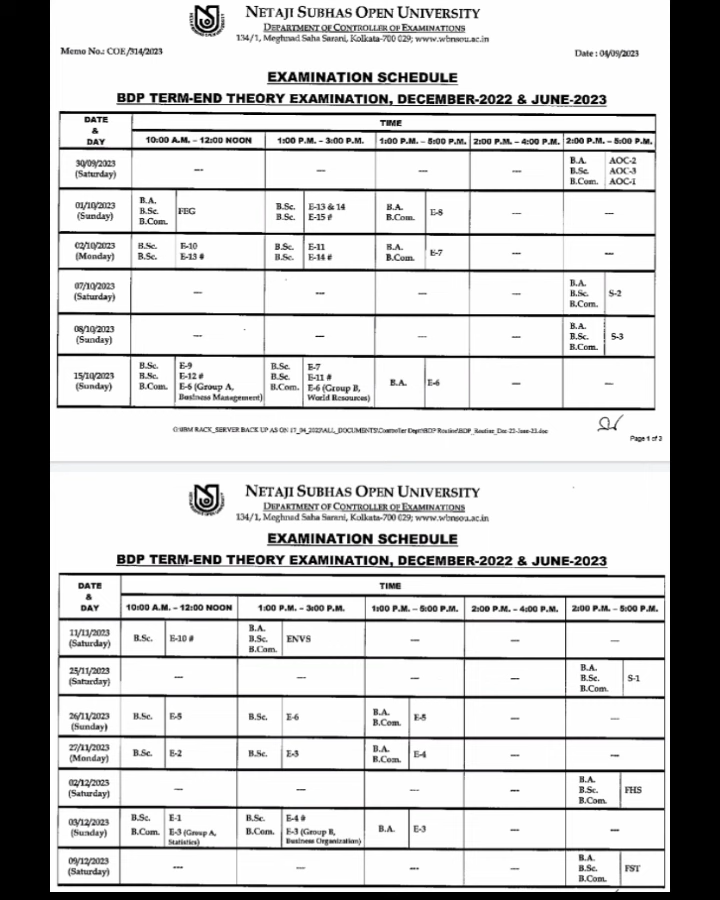 NETAJI SUBHAS OPEN UNIVERSITY
DEPARTMENT OF CONTROLLER OF EXAMINATIONS
134/1, Meghnad Saha Sarani, Kolkata-700 029; www.wbnsou.ac.in
Memo No.: COE/314/2023 Date : 04/09/2023
EXAMINATION SCHEDULE
BDP TERM-END THEORY EXAMINATION, DECEMBER-2022 & JUNE-2023
DATE & DAY TIME
10:00 A.M. – 12:00 NOON 1:00 P.M. – 3:00 P.M. 1:00 P.M. – 5:00 P.M. 2:00 P.M. – 4:00 P.M. 2:00 P.M. – 5:00 P.M.
30/09/2023 --- --- --- --- B.A. AOC-2
(Saturday) B.Sc. AOC-3
B.Com. AOC-1
01/10/2023 B.A. FEG B.Sc. E-13 & 14 B.A. E-8 --- ---
(Sunday) B.Sc. B.Sc. E-15 # B.Com.
B.Com.
02/10/2023 B.Sc. E-10 B.Sc. E-11 B.A. E-7 --- ---
(Monday) B.Sc. E-13 # B.Sc. E-14 # B.Com.
07/10/2023 --- --- --- --- B.A. S-2
(Saturday) B.Sc.
B.Com.
08/10/2023 --- --- --- --- B.A. S-3
(Sunday) B.Sc.
B.Com.
15/10/2023 B.Sc. E-9 B.Sc. E-7 B.A. E-6 --- ---
(Sunday) B.Sc. E-12 # B.Sc. E-11 #
B.Com. E-6 (Group A, B.Com. E-6 (Group B,
Business Management) World Resources)
Page 1 of 3
NETAJI SUBHAS OPEN UNIVERSITY
DEPARTMENT OF CONTROLLER OF EXAMINATIONS
134/1, Meghnad Saha Sarani, Kolkata-700 029; www.wbnsou.ac.in
EXAMINATION SCHEDULE
BDP TERM-END THEORY EXAMINATION, DECEMBER-2022 & JUNE-2023
DATE & DAY TIME
10:00 A.M. – 12:00 NOON 1:00 P.M. – 3:00 P.M. 1:00 P.M. – 5:00 P.M. 2:00 P.M. – 4:00 P.M. 2:00 P.M. – 5:00 P.M.
11/11/2023 B.Sc. E-10 # B.A. ENVS --- --- ---
(Saturday) B.Sc.
B.Com.
25/11/2023 --- --- --- --- B.A. S-1
(Saturday) B.Sc.
B.Com.
26/11/2023 B.Sc. E-5 B.Sc. E-6 B.A. E-5 --- ---
(Sunday) B.Com.
27/11/2023 B.Sc. E-2 B.Sc. E-3 B.A. E-4 --- ---
(Monday) B.Com.
02/12/2023 --- --- --- --- B.A. FHS
(Saturday) B.Sc.
B.Com.
03/12/2023 B.Sc. E-1 B.Sc. E-4 # B.A. E-3 --- ---
(Sunday) B.Com. E-3 (Group A, B.Com. E-3 (Group B,
Statistics) Business Organization)
09/12/2023 --- --- --- --- B.A. FST
(Saturday) B.Sc.
B.Com.